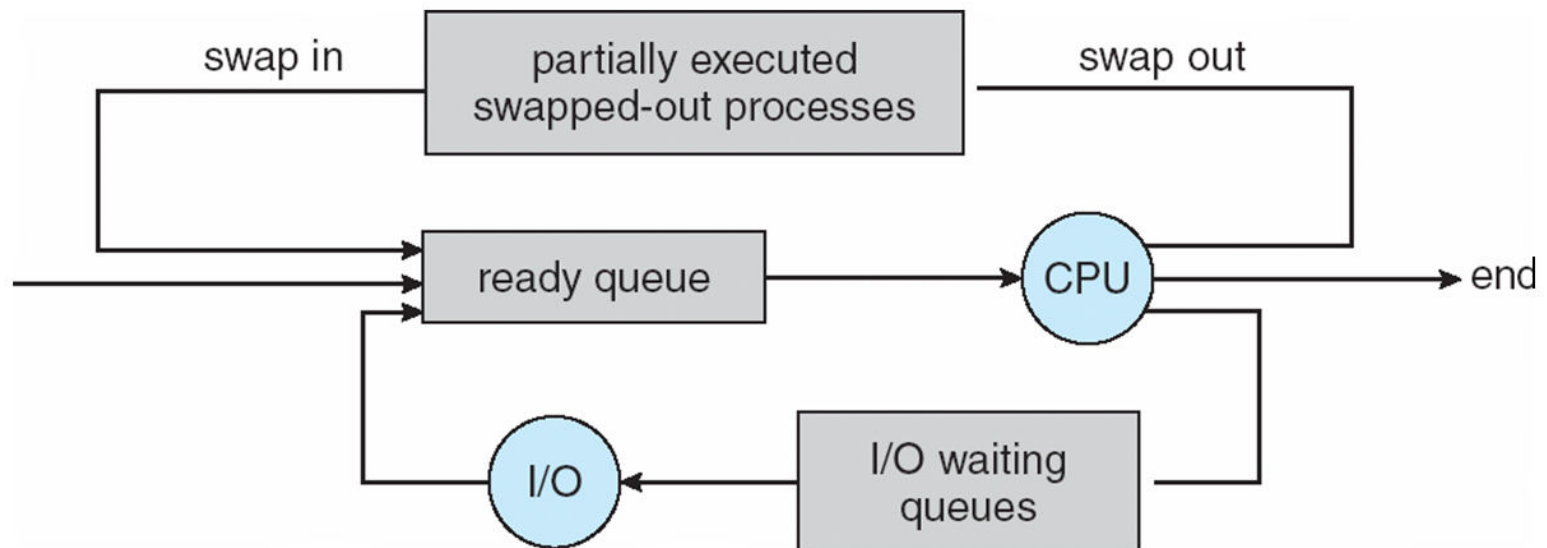 swap in
partially executed
swapped-out processes
swap out
ready queue
CPU
end
I/O
I/O waiting
queues